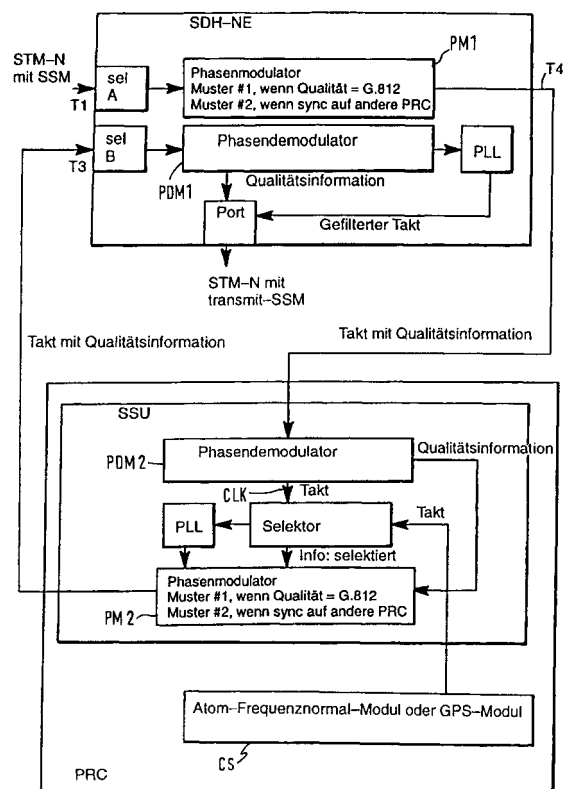 SDH-NE
STM-N
mit SSM
T1
sel
A
Phasenmodulator
Muster #1, wenn Qualität = G.812
Muster #2, wenn sync auf andere PRC
PM1
T4
T3
sel
B
Phasendemodulator
PLL
PDM1
Qualitätsinformation
Port
Gefilterter Takt
STM-N mit
transmit-SSM
Takt mit Qualitätsinformation
Takt mit Qualitätsinformation
SSU
Phasendemodulator
Qualitätsinformation
PDM2
CLK
Takt
Takt
PLL
Selektor
Info: selektiert
Phasenmodulator
Muster #1, wenn Qualität = G.812
Muster #2, wenn sync auf andere PRC
PM2
Atom-Frequenznormal-Modul oder GPS-Modul
CS
PRC